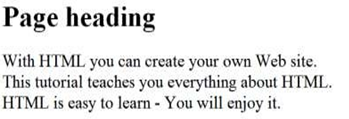 Page heading
With HTML you can create your own Web site.
This tutorial teaches you everything about HTML.
HTML is easy to learn - You will enjoy it.